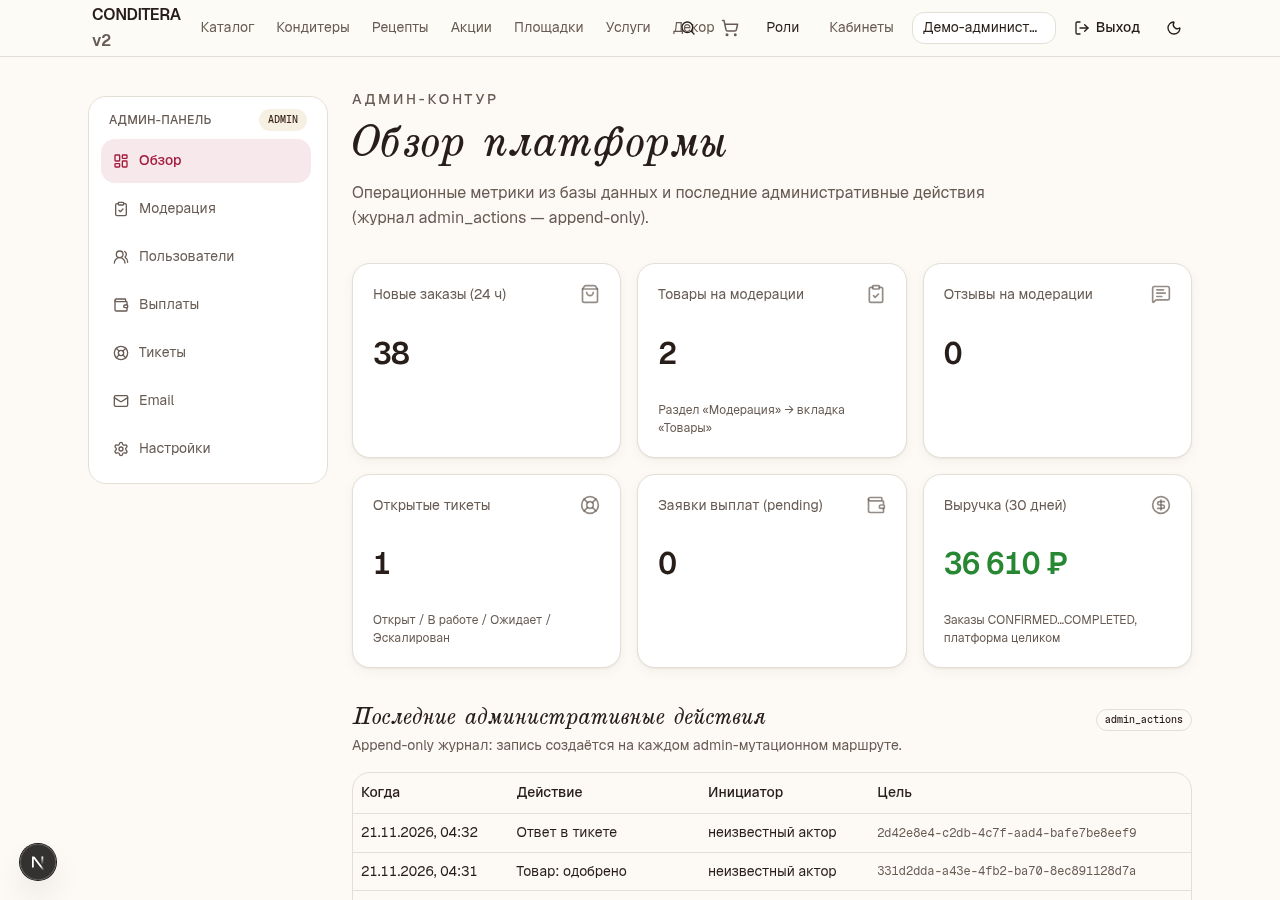 CONDITERA v2
Каталог Кондитеры Рецепты Акции Площадки Услуги Декор Роли Кабинеты Демо-админист... Выход
АДМИН-ПАНЕЛЬ ADMIN
Обзор
Модерация
Пользователи
Выплаты
Тикеты
Email
Настройки
АДМИН-КОНТУР
Обзор платформы
Операционные метрики из базы данных и последние административные действия
(журнал admin_actions — append-only).
Новые заказы (24 ч)
38
Товары на модерации
2
Раздел «Модерация» → вкладка
«Товары»
Отзывы на модерации
0
Открытые тикеты
1
Открыт / В работе / Ожидает /
Эскалирован
Заявки выплат (pending)
0
Выручка (30 дней)
36 610 ₽
Заказы CONFIRMED…COMPLETED,
платформа целиком
Последние административные действия
admin_actions
Append-only журнал: запись создаётся на каждом admin-мутационном маршруте.
Когда Действие Инициатор Цель
21.11.2026, 04:32 Ответ в тикете неизвестный актор 2d42e8e4-c2db-4c7f-aad4-bafe7be8eef9
21.11.2026, 04:31 Товар: одобрено неизвестный актор 331d2dda-a43e-4fb2-ba70-8ec891128d7a